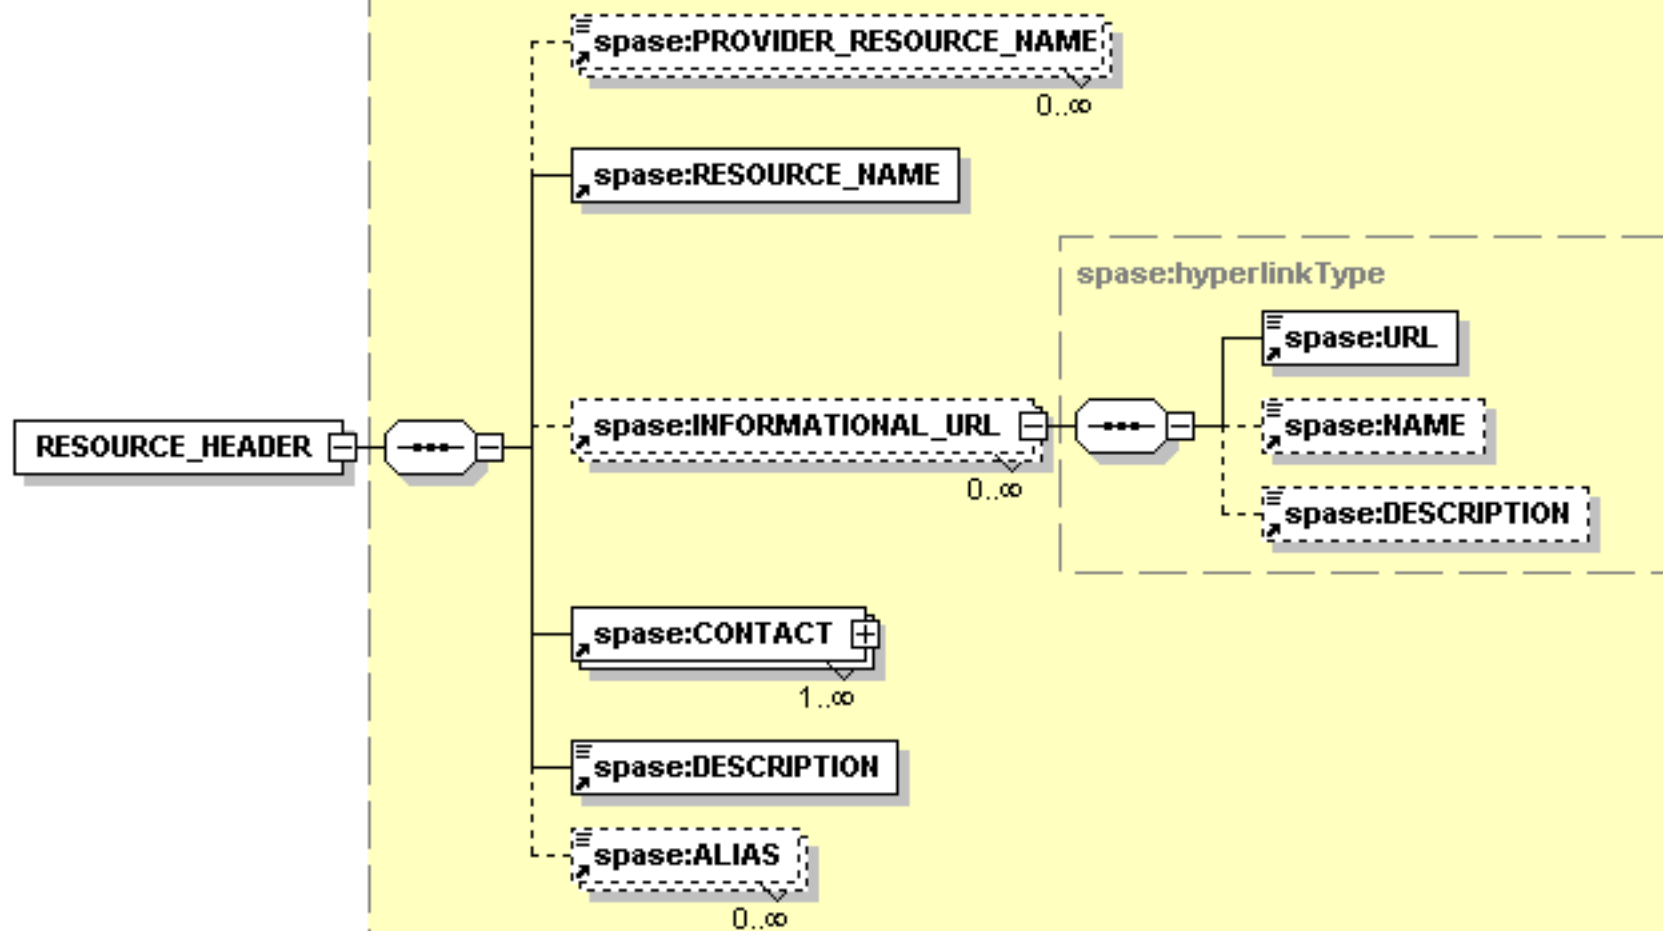 spase:PROVIDER_RESOURCE_NAME
0..∞
spase:RESOURCE_NAME
spase:hyperlinkType
spase:URL
RESOURCE_HEADER
spase:INFORMATIONAL_URL
0..∞
spase:NAME
spase:DESCRIPTION
spase:CONTACT
1..∞
spase:DESCRIPTION
spase:ALIAS
0..∞